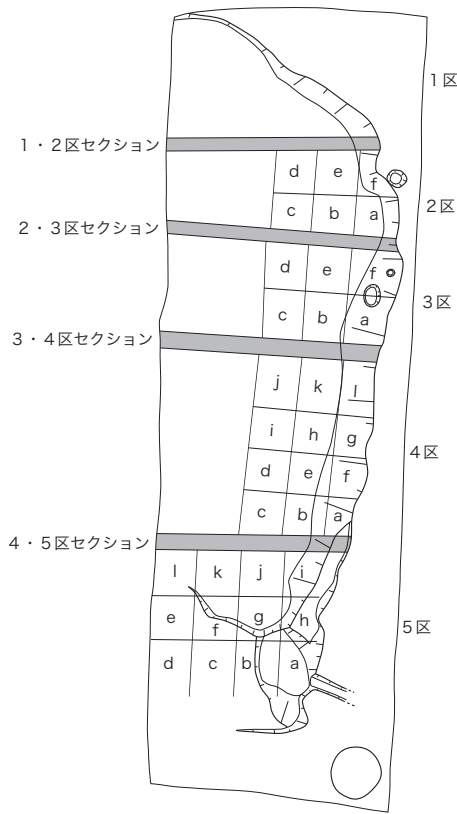 1区
1・2区セクション
d e f
2区
c b a
2・3区セクション
d e f
3区
c b a
3・4区セクション
j k l
i h g
4区
d e f
c b a
4・5区セクション
l k j i
e f g h
5区
d c b a